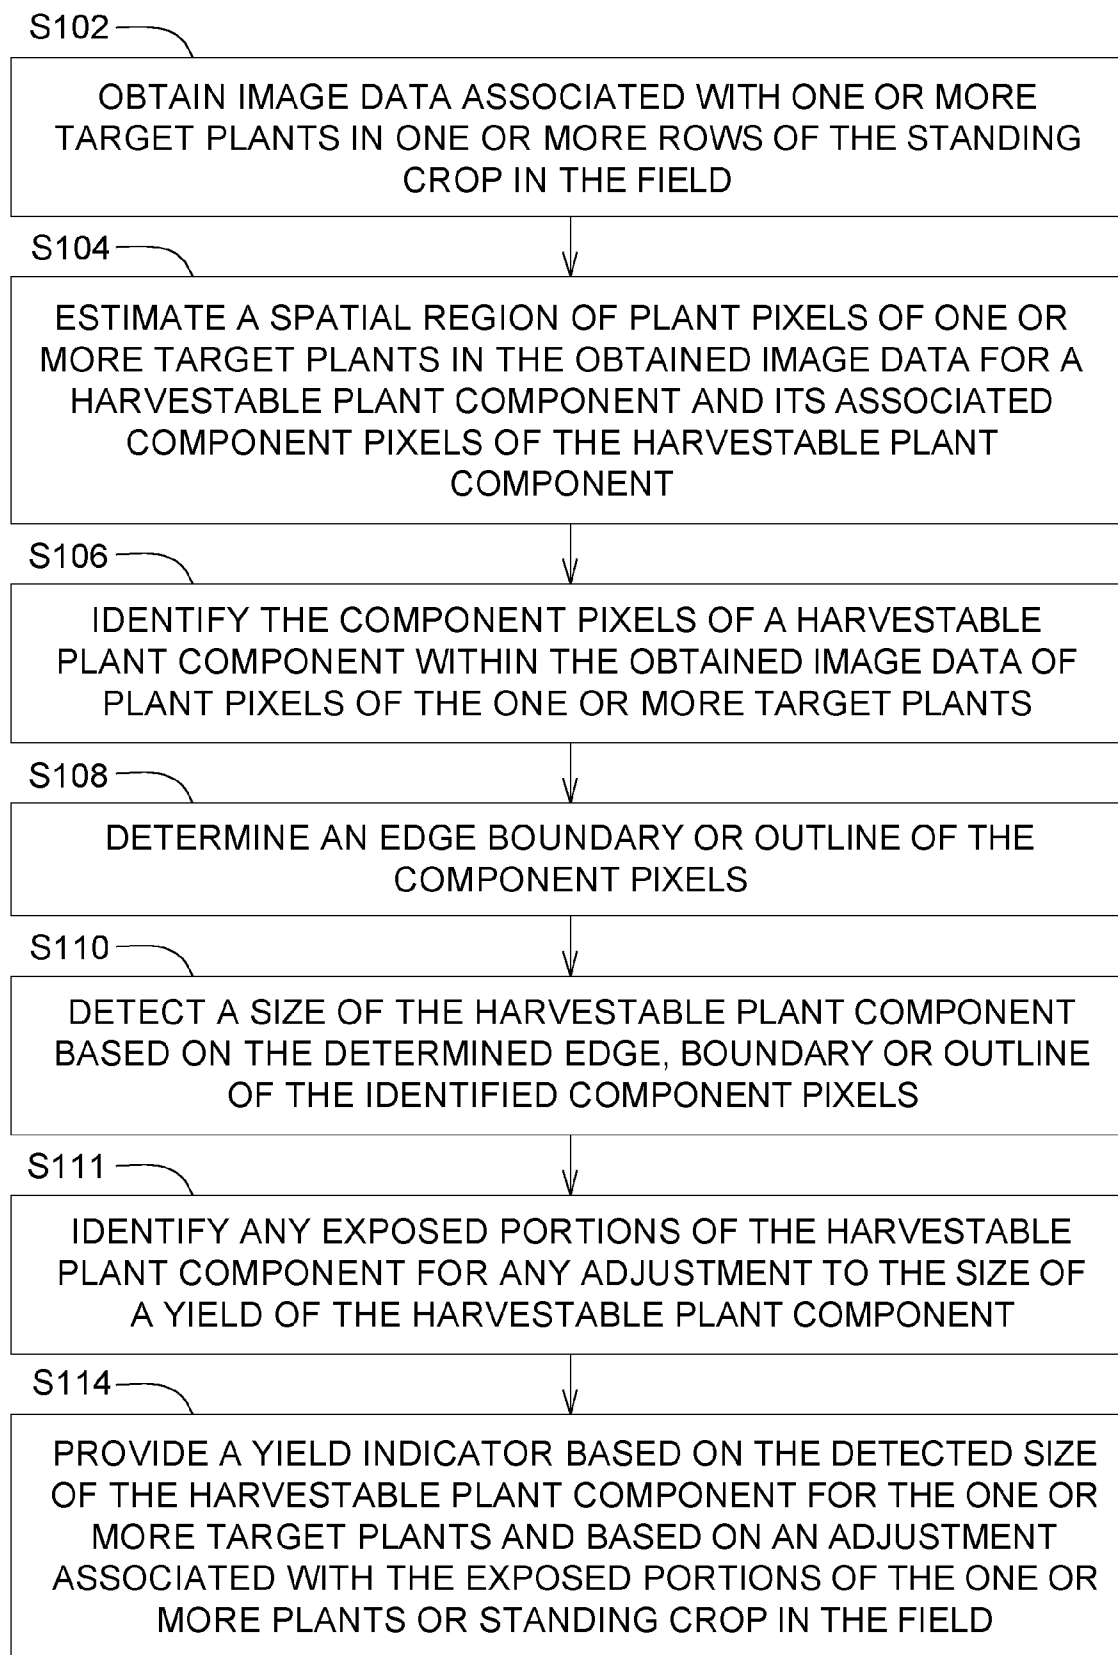 S102
OBTAIN IMAGE DATA ASSOCIATED WITH ONE OR MORE
TARGET PLANTS IN ONE OR MORE ROWS OF THE STANDING
CROP IN THE FIELD
S104
ESTIMATE A SPATIAL REGION OF PLANT PIXELS OF ONE OR
MORE TARGET PLANTS IN THE OBTAINED IMAGE DATA FOR A
HARVESTABLE PLANT COMPONENT AND ITS ASSOCIATED
COMPONENT PIXELS OF THE HARVESTABLE PLANT
COMPONENT
S106
IDENTIFY THE COMPONENT PIXELS OF A HARVESTABLE
PLANT COMPONENT WITHIN THE OBTAINED IMAGE DATA OF
PLANT PIXELS OF THE ONE OR MORE TARGET PLANTS
S108
DETERMINE AN EDGE BOUNDARY OR OUTLINE OF THE
COMPONENT PIXELS
S110
DETECT A SIZE OF THE HARVESTABLE PLANT COMPONENT
BASED ON THE DETERMINED EDGE, BOUNDARY OR OUTLINE
OF THE IDENTIFIED COMPONENT PIXELS
S111
IDENTIFY ANY EXPOSED PORTIONS OF THE HARVESTABLE
PLANT COMPONENT FOR ANY ADJUSTMENT TO THE SIZE OF
A YIELD OF THE HARVESTABLE PLANT COMPONENT
S114
PROVIDE A YIELD INDICATOR BASED ON THE DETECTED SIZE
OF THE HARVESTABLE PLANT COMPONENT FOR THE ONE OR
MORE TARGET PLANTS AND BASED ON AN ADJUSTMENT
ASSOCIATED WITH THE EXPOSED PORTIONS OF THE ONE OR
MORE PLANTS OR STANDING CROP IN THE FIELD